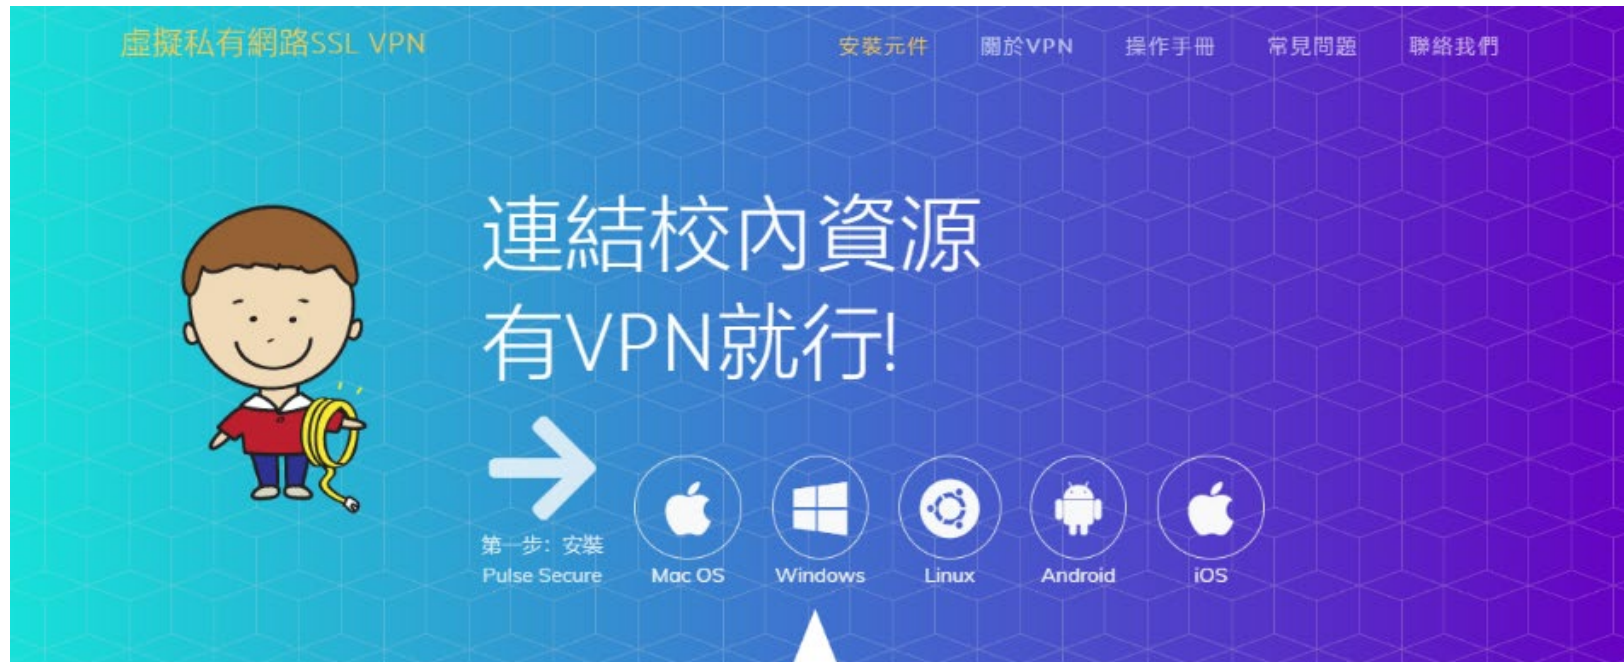 虛擬私有網路SSL VPN
安裝元件 關於VPN 操作手冊 常見問題 聯絡我們
連結校內資源
有VPN就行!
第一步：安裝
Pulse Secure
Mac OS Windows Linux Android iOS